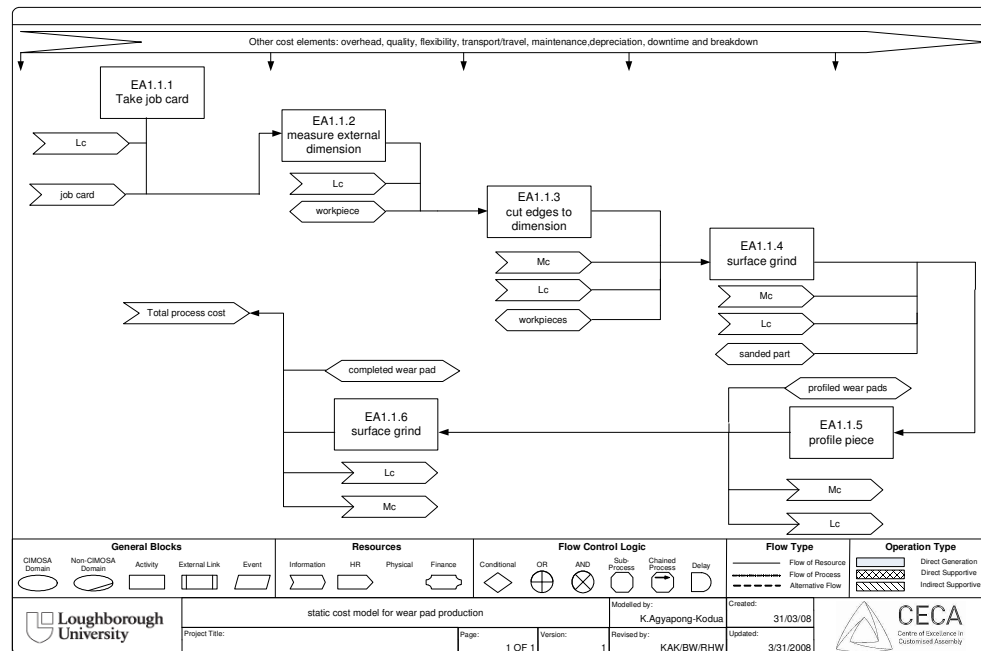 Other cost elements: overhead, quality, flexibility, transport/travel, maintenance,depreciation, downtime and breakdown
EA1.1.1
Take job card
Lc
job card
EA1.1.2
measure external
dimension
Lc
workpiece
EA1.1.3
cut edges to
dimension
Mc
Lc
workpieces
EA1.1.4
surface grind
Mc
Lc
sanded part
Total process cost
completed wear pad
EA1.1.6
surface grind
Lc
Mc
profiled wear pads
EA1.1.5
profile piece
Mc
Lc
General Blocks
CIMOSA
Domain
Non-CIMOSA
Domain
Activity
External Link
Event
Resources
Information
HR
Physical
Finance
Flow Control Logic
Conditional
OR
AND
Sub-
Process
Chained
Process
Delay
Flow Type
Flow of Resource
Flow of Process
Alternative Flow
Operation Type
Direct Generation
Direct Supportive
Indirect Supportive
Loughborough
University
static cost model for wear pad production
Modelled by:
K.Agyapong-Kodua
Created:
31/03/08
Project Title:
Page:
1 OF 1
Version:
1
Revised by:
KAK/BW/RHW
Updated:
3/31/2008
CECA
Centre of Excellence in
Customised Assembly